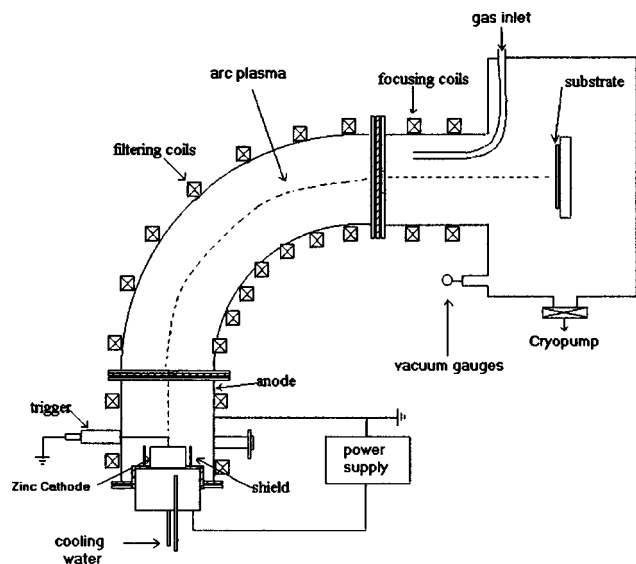 gas inlet
arc plasma
focusing coils
substrate
filtering coils
vacuum gauges
Cryopump
anode
trigger
power
supply
Zinc Cathode
shield
cooling
water